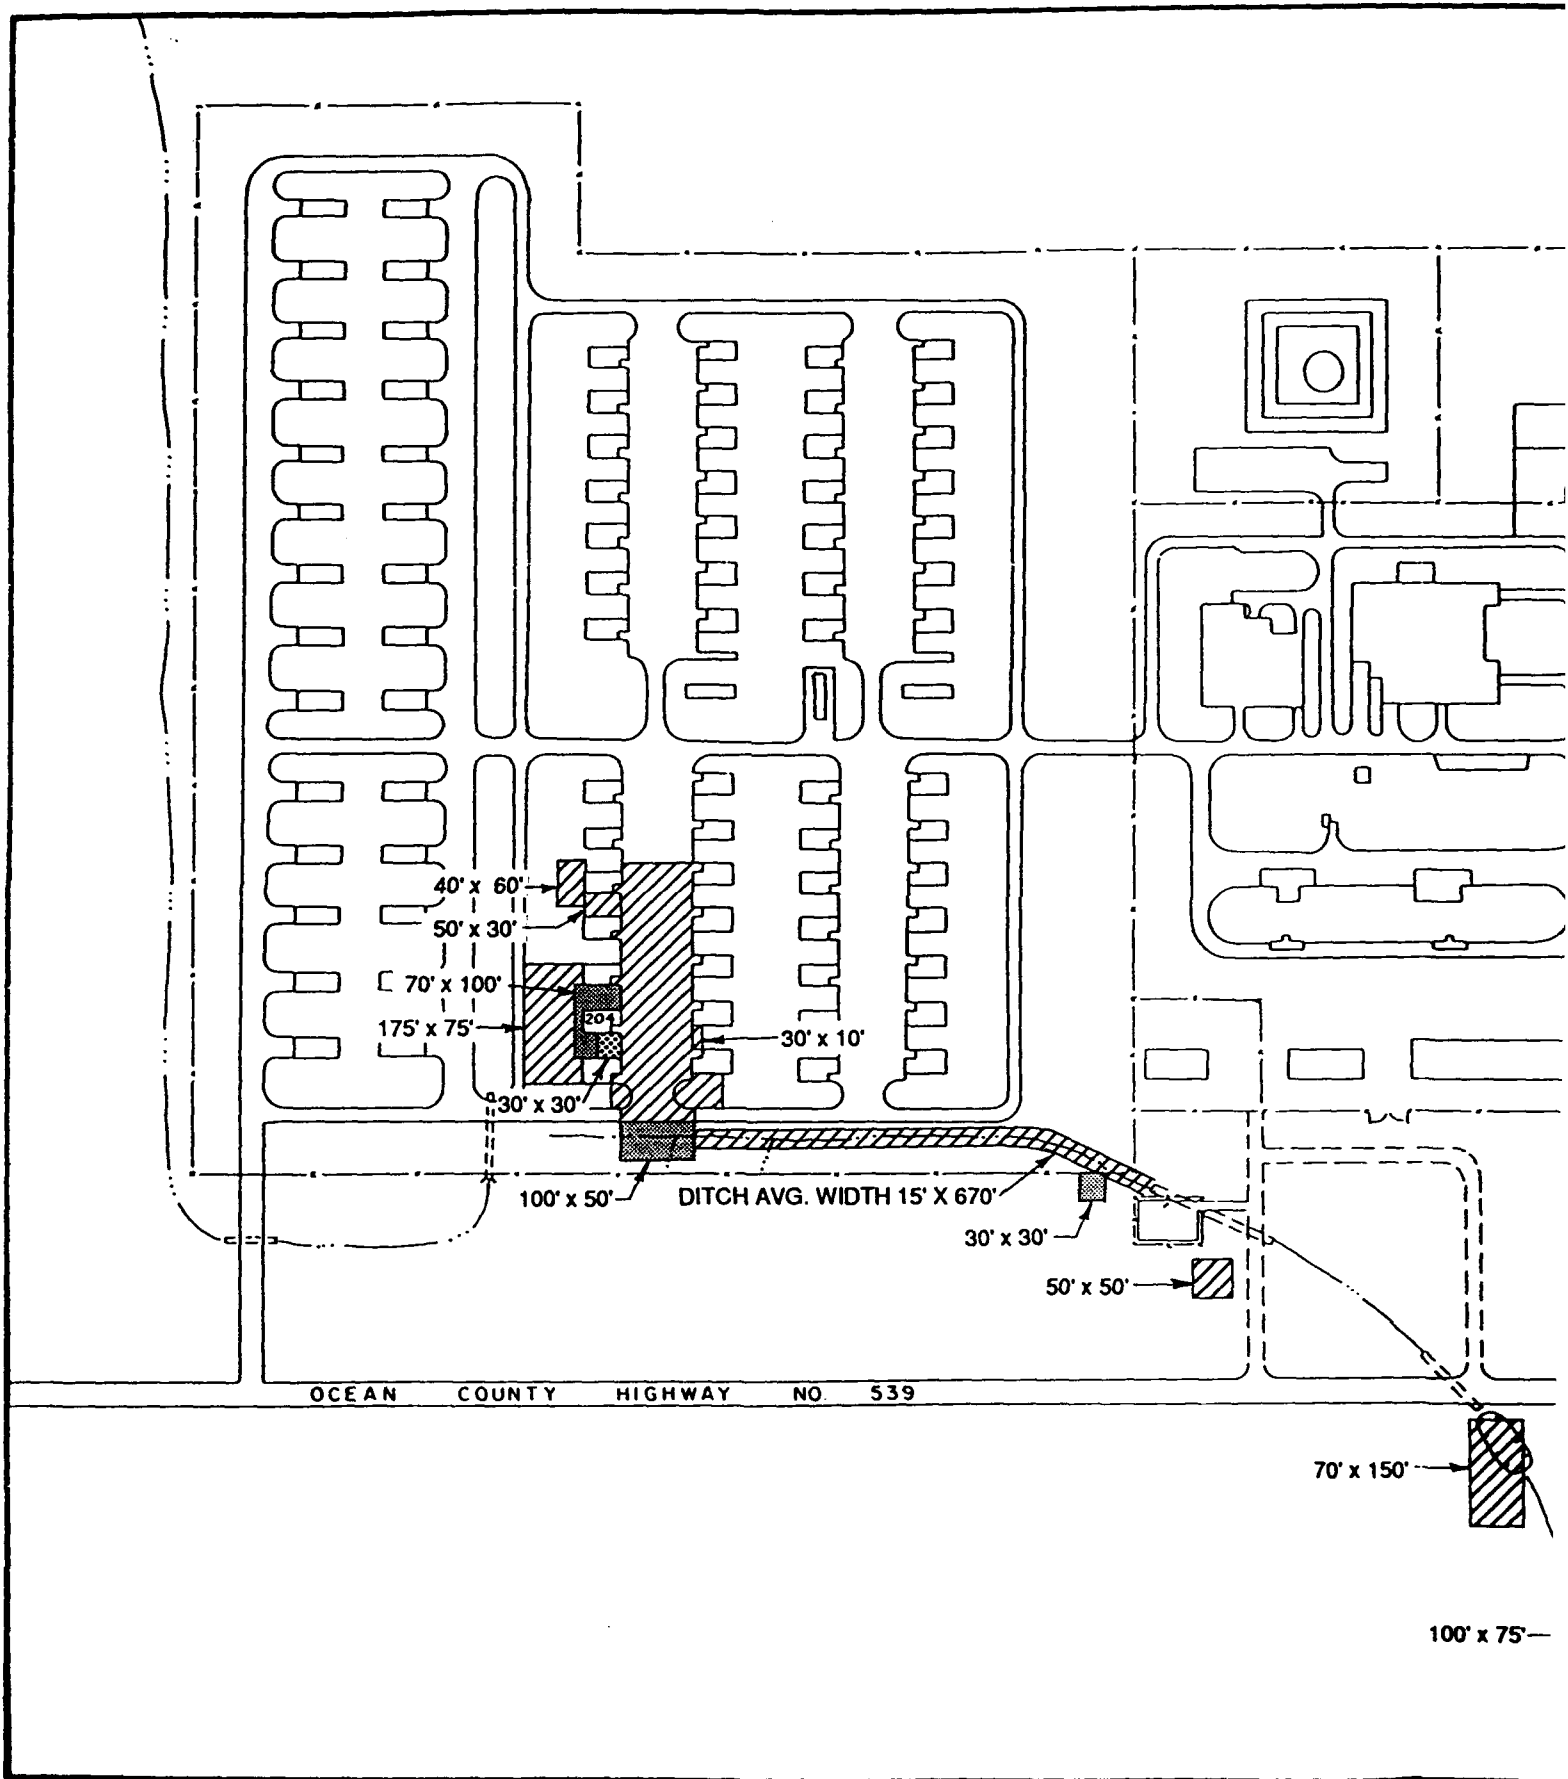 40' x 60'
50' x 30'
70' x 100'
204
175' x 75'
30' x 10'
30' x 30'
100' x 50'
DITCH AVG. WIDTH 15' X 670'
30' x 30'
50' x 50'
OCEAN COUNTY HIGHWAY NO. 539
70' x 150'
100' x 75'